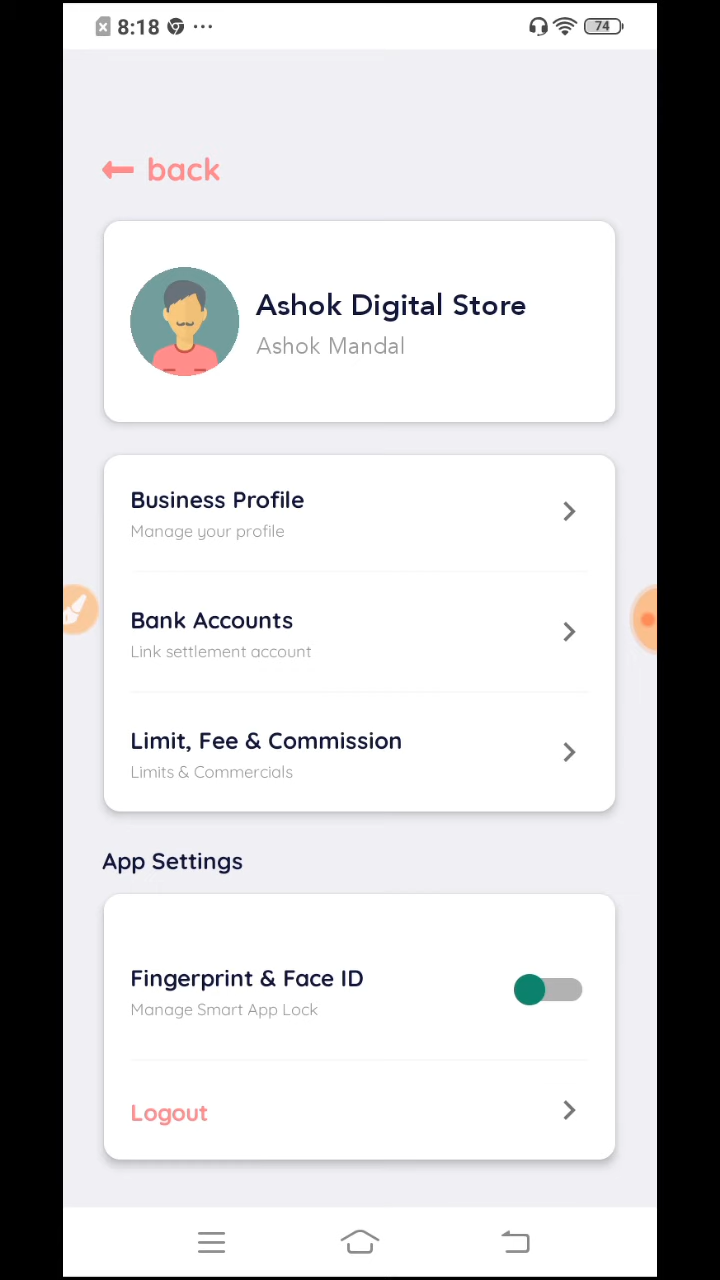 8:18
74
back
Ashok Digital Store
Ashok Mandal
Business Profile
Manage your profile
Bank Accounts
Link settlement account
Limit, Fee & Commission
Limits & Commercials
App Settings
Fingerprint & Face ID
Manage Smart App Lock
Logout